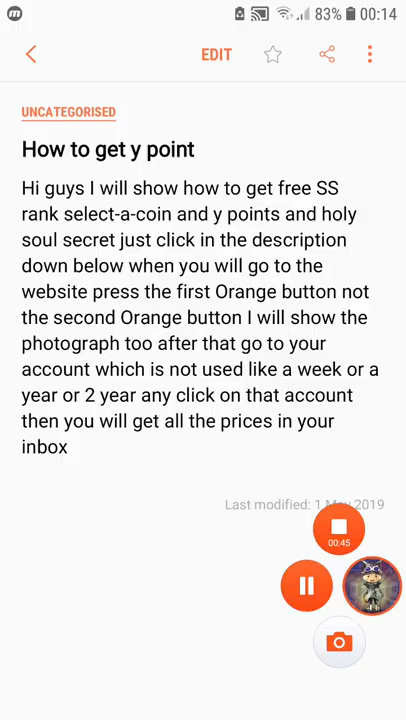 83% 00:14
EDIT
UNCATEGORISED
How to get y point
Hi guys I will show how to get free SS
rank select-a-coin and y points and holy
soul secret just click in the description
down below when you will go to the
website press the first Orange button not
the second Orange button I will show the
photograph too after that go to your
account which is not used like a week or a
year or 2 year any click on that account
then you will get all the prices in your
inbox
Last modified: 1 May 2019
00:45